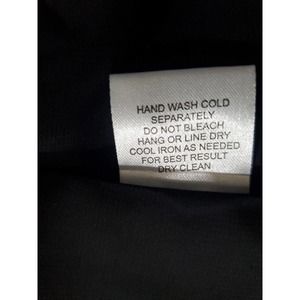 HAND WASH COLD
SEPARATELY
DO NOT BLEACH
HANG OR LINE DRY
COOL IRON AS NEEDED
FOR BEST RESULT
DRY CLEAN